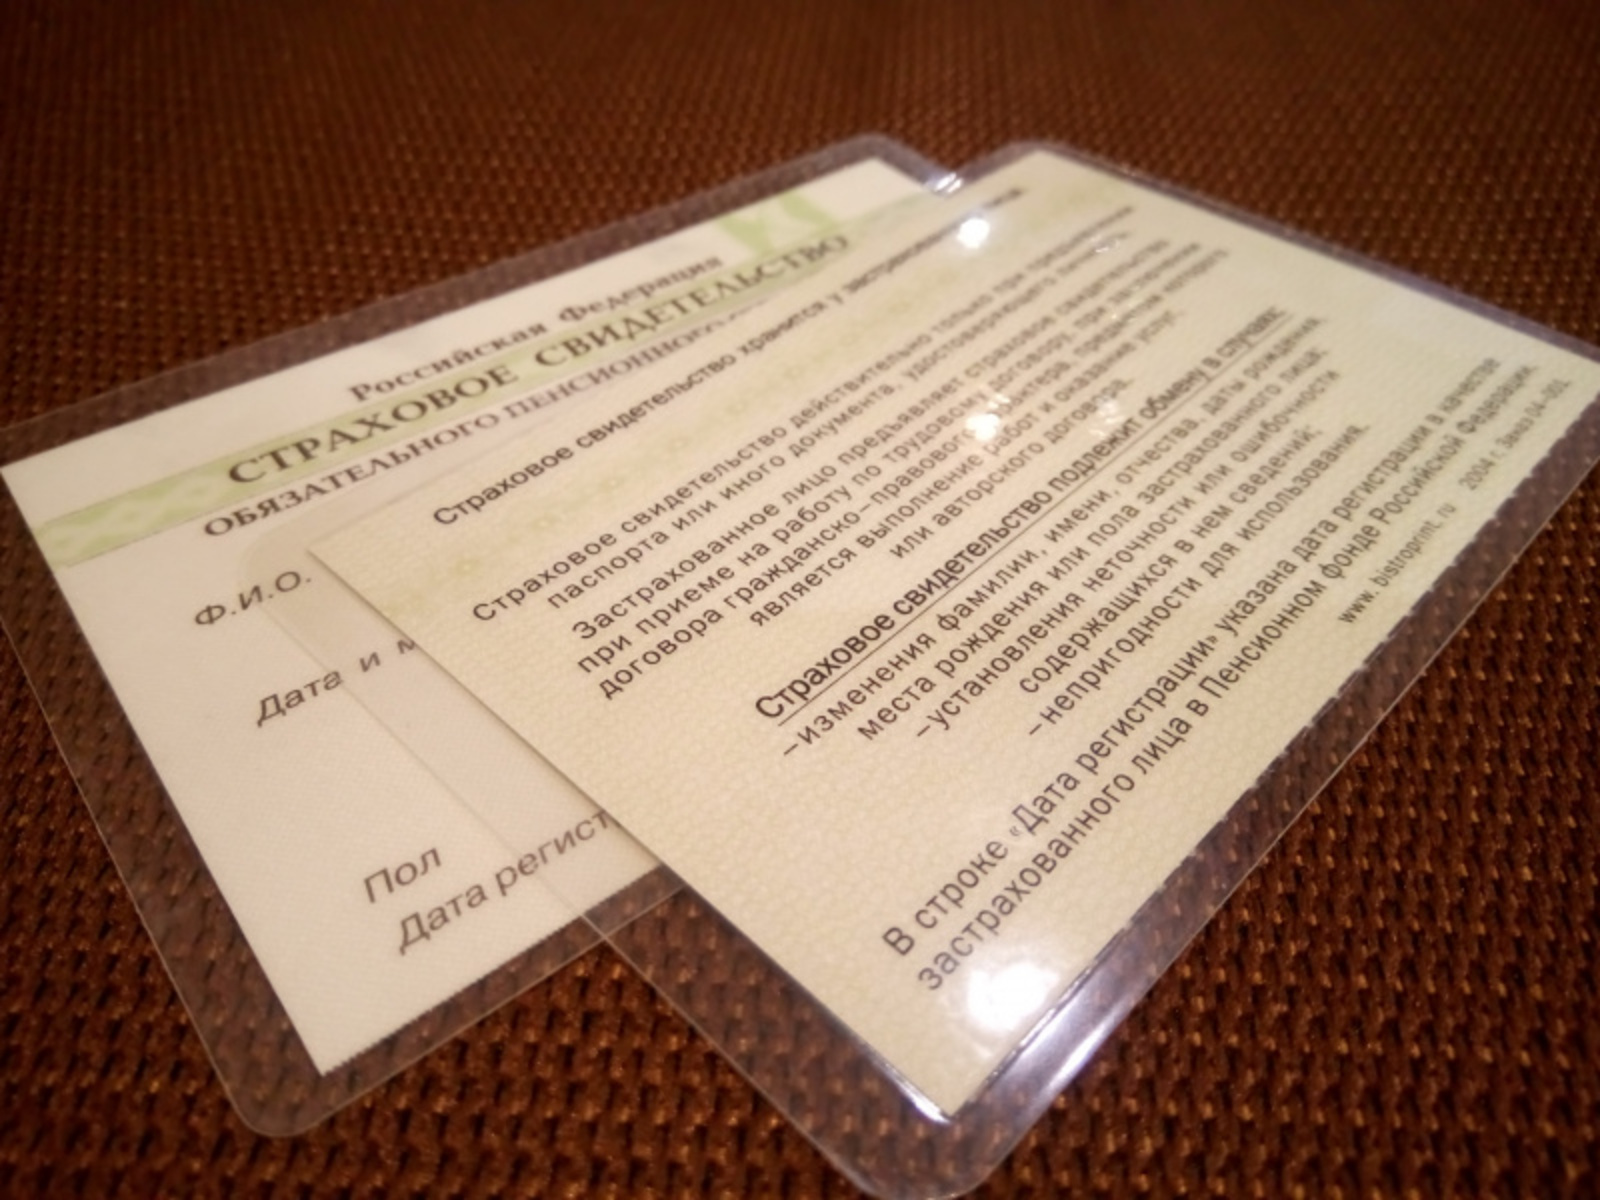 Российская Федерация
СТРАХОВОЕ СВИДЕТЕЛЬСТВО
ОБЯЗАТЕЛЬНОГО ПЕНСИОННОГО
Ф.И.О.
Дата и м
Пол
Дата регист
Страховое свидетельство хранится у застрахованного лица
Страховое свидетельство действительно только при предъявлении
паспорта или иного документа, удостоверяющего личность.
Застрахованное лицо предъявляет страховое свидетельство
при приеме на работу по трудовому договору, при заключении
договора гражданско-правового характера, предметом которого
является выполнение работ и оказание услуг,
или авторского договора.
Страховое свидетельство подлежит обмену в случаях:
-изменения фамилии, имени, отчества, даты рождения,
места рождения или пола застрахованного лица;
-установления неточности или ошибочности
содержащихся в нем сведений;
-непригодности для использования.
В строке «Дата регистрации» указана дата регистрации в качестве
застрахованного лица в Пенсионном фонде Российской Федерации.
www.bistroprint.ru 2004 г. Заказ 04-001